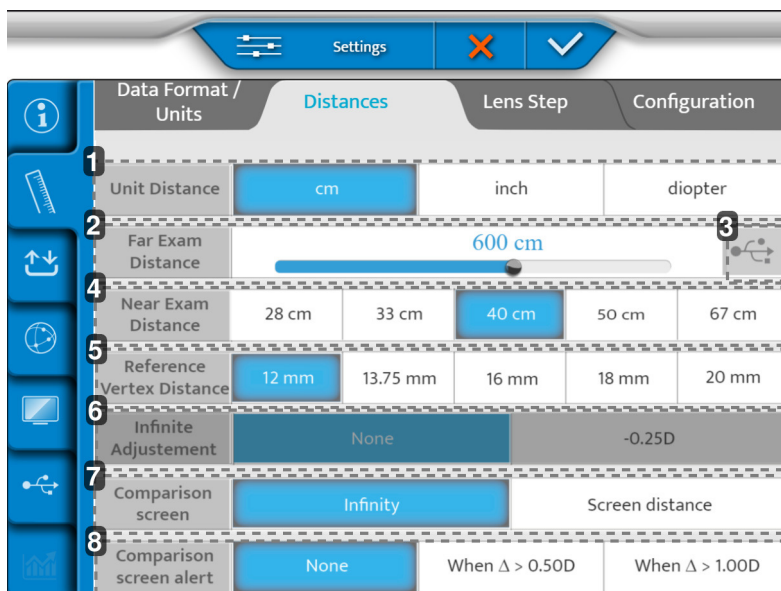 Settings
Data Format /
Units
Distances
Lens Step
Configuration
1
Unit Distance
cm
inch
diopter
2
Far Exam
Distance
600 cm
3
4
Near Exam
Distance
28 cm
33 cm
40 cm
50 cm
67 cm
5
Reference
Vertex Distance
12 mm
13.75 mm
16 mm
18 mm
20 mm
6
Infinite
Adjustement
None
-0.25D
7
Comparison
screen
Infinity
Screen distance
8
Comparison
screen alert
None
When Δ > 0.50D
When Δ > 1.00D